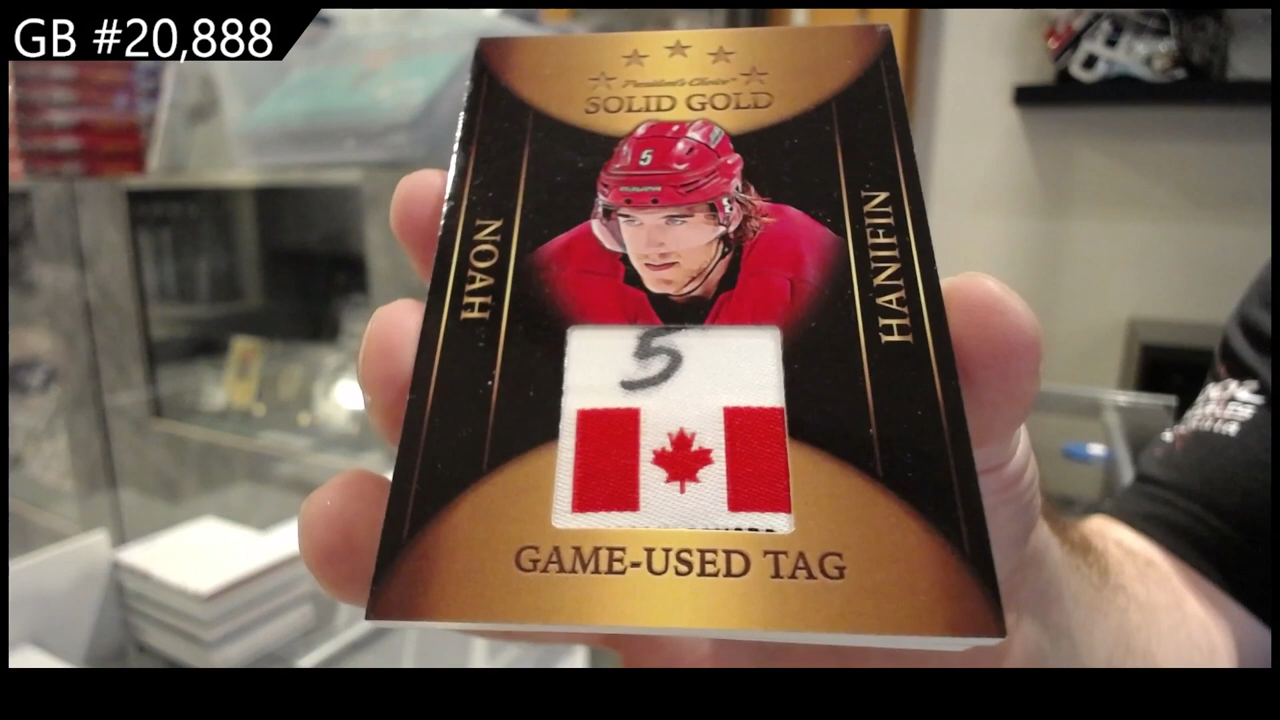 GB #20,888
President's Choice
SOLID GOLD
5
NOAH
HANIFIN
5
GAME-USED TAG